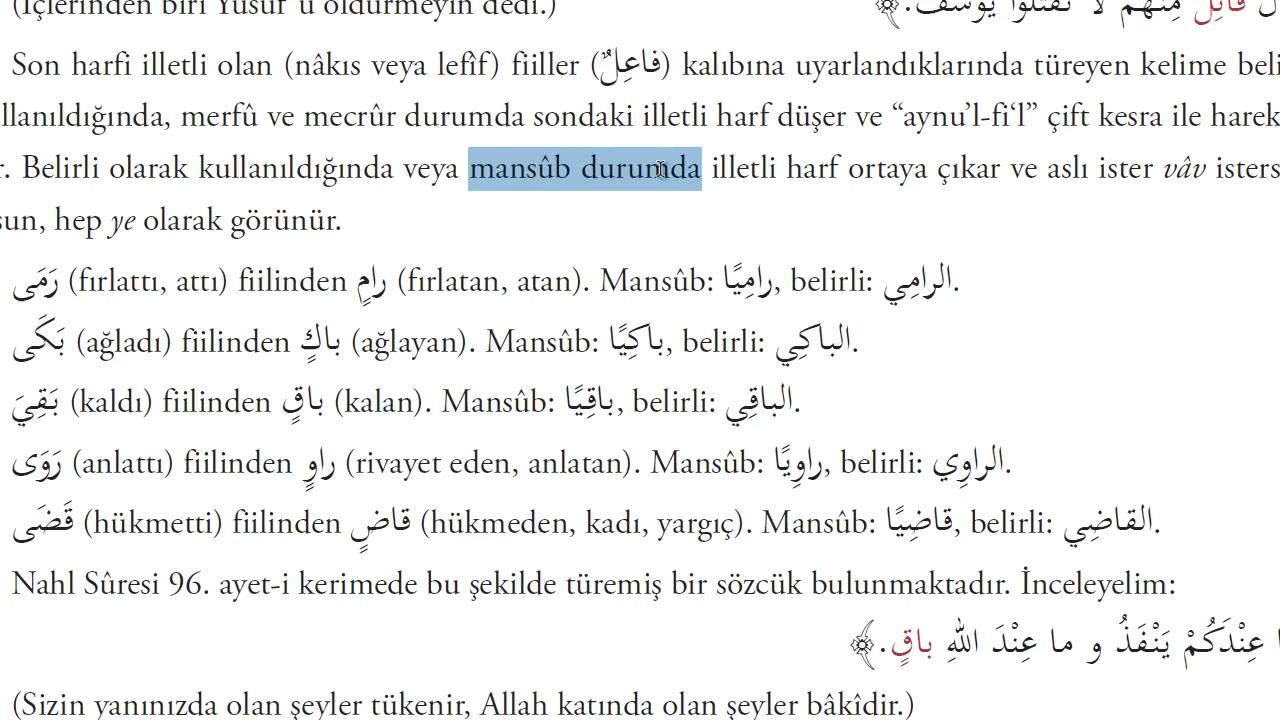 (İçlerinden biri Yusuf'u öldürmeyin dedi.) قائِل مِنْهُمْ لا تَقْتُلُوا يُوسُفَ.﴾
Son harfi illetli olan (nâkıs veya lefîf) fiiller (فاعِلٌ) kalıbına uyarlandıklarında türeyen kelime beli
llanıldığında, merfû ve mecrûr durumda sondaki illetli harf düşer ve “aynu’l-fi‘l” çift kesra ile harek
r. Belirli olarak kullanıldığında veya mansûb durumda illetli harf ortaya çıkar ve aslı ister vâv isters
sun, hep ye olarak görünür.
رَمَى (fırlattı, attı) fiilinden رامٍ (fırlatan, atan). Mansûb: رامِيًا, belirli: الرامِي.
بَكَى (ağladı) fiilinden باكٍ (ağlayan). Mansûb: باكِيًا, belirli: الباكِي.
بَقِيَ (kaldı) fiilinden باقٍ (kalan). Mansûb: باقِيًا, belirli: الباقِي.
رَوَى (anlattı) fiilinden راوٍ (rivayet eden, anlatan). Mansûb: راوِيًا, belirli: الراوِي.
قَضَى (hükmetti) fiilinden قاضٍ (hükmeden, kadı, yargıç). Mansûb: قاضِيًا, belirli: القاضِي.
Nahl Sûresi 96. ayet-i kerimede bu şekilde türemiş bir sözcük bulunmaktadır. İnceleyelim:
ا عِنْدَكُمْ يَنْفَذُ و ما عِنْدَ اللهِ باقٍ.﴾
(Sizin yanınızda olan şeyler tükenir, Allah katında olan şeyler bâkîdir.)